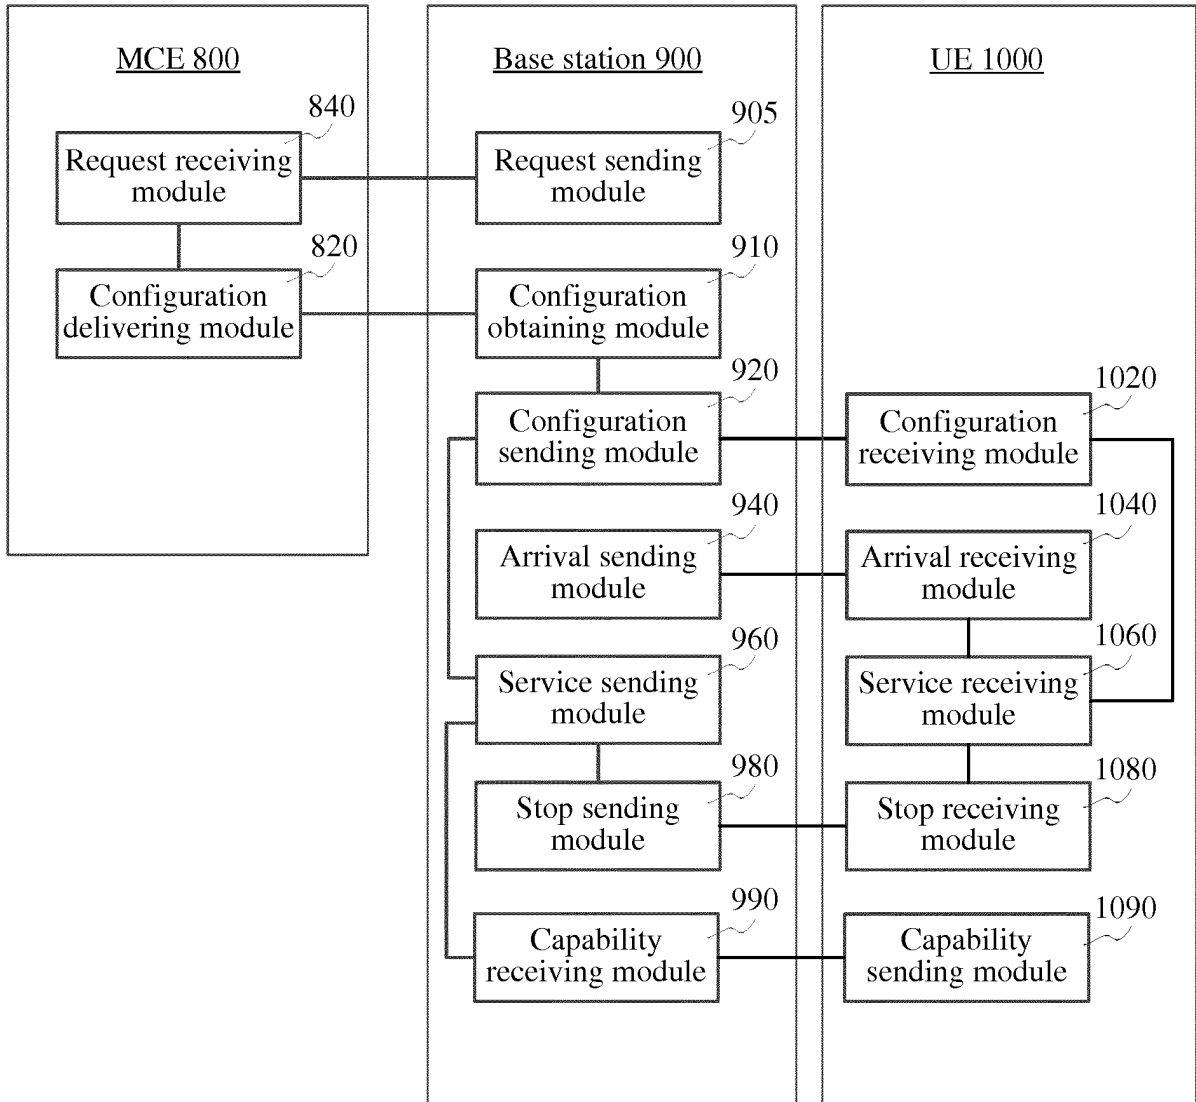 MCE 800
840
Request receiving
module
820
Configuration
delivering module
Base station 900
905
Request sending
module
910
Configuration
obtaining module
920
Configuration
sending module
940
Arrival sending
module
960
Service sending
module
980
Stop sending
module
990
Capability
receiving module
UE 1000
1020
Configuration
receiving module
1040
Arrival receiving
module
1060
Service receiving
module
1080
Stop receiving
module
1090
Capability
sending module